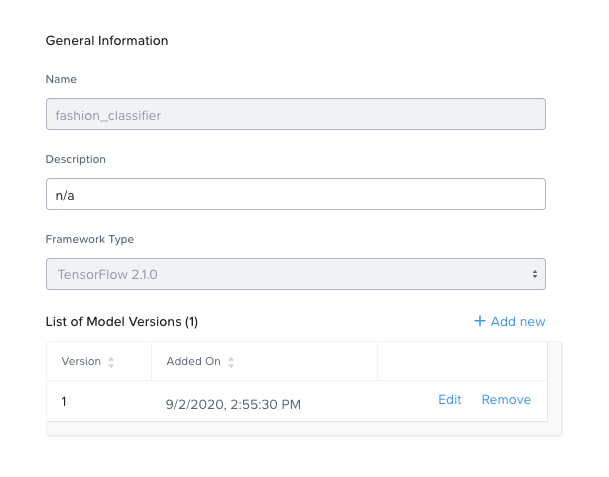 General Information
Name
fashion_classifier
Description
n/a
Framework Type
TensorFlow 2.1.0
List of Model Versions (1)
+ Add new
Version
Added On
1
9/2/2020, 2:55:30 PM
Edit
Remove